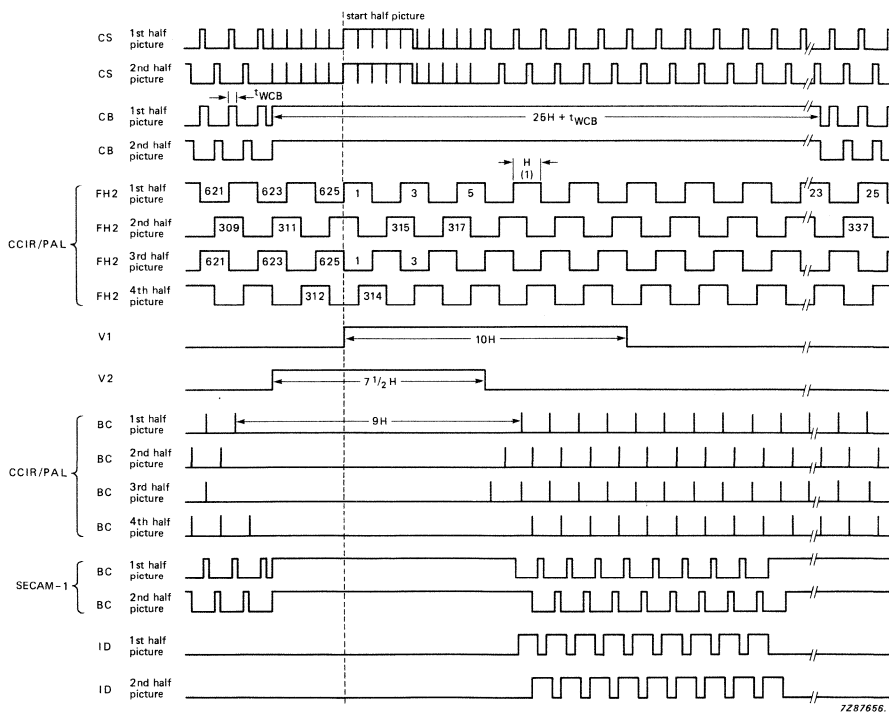 start half picture
CS 1st half picture
CS 2nd half picture
tWCB
CB 1st half picture
26H + tWCB
CB 2nd half picture
H
(1)
CCIR/PAL
FH2 1st half picture 621 623 625 1 3 5 23 25
FH2 2nd half picture 309 311 315 317 337
FH2 3rd half picture 621 623 625 1 3
FH2 4th half picture 312 314
V1 10H
V2 7 1/2 H
CCIR/PAL
BC 1st half picture 9H
BC 2nd half picture
BC 3rd half picture
BC 4th half picture
SECAM-1
BC 1st half picture
BC 2nd half picture
ID 1st half picture
ID 2nd half picture
7Z87656.